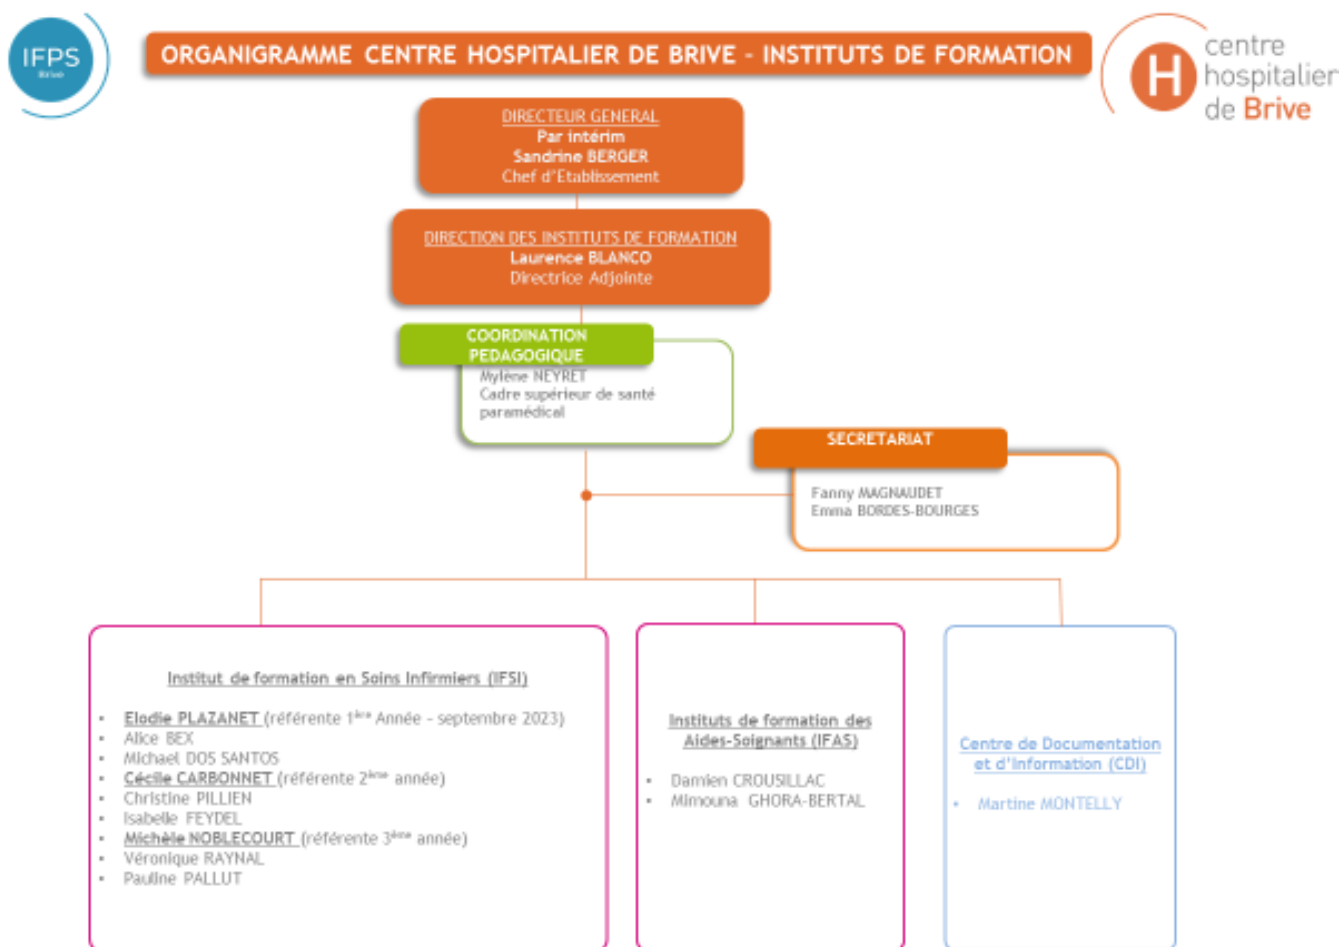 IFPS
Brive
ORGANIGRAMME CENTRE HOSPITALIER DE BRIVE - INSTITUTS DE FORMATION
H
centre
hospitalier
de Brive
DIRECTEUR GENERAL
Par intérim
Sandrine BERGER
Chef d'Etablissement
DIRECTION DES INSTITUTS DE FORMATION
Laurence BLANCO
Directrice Adjointe
COORDINATION
PEDAGOGIQUE
Mylène NEYRET
Cadre supérieur de santé
paramédical
SECRETARIAT
Fanny MAGNAUDET
Emma BORDES-BOURGES
Institut de formation en Soins Infirmiers (IFSI)
• Elodie PLAZANET (référente 1ère Année - septembre 2023)
• Alice BEX
• Michael DOS SANTOS
• Cécile CARBONNET (référente 2ème année)
• Christine PILLIEN
• Isabelle FEYDEL
• Michèle NOBLECOURT (référente 3ème année)
• Véronique RAYNAL
• Pauline PALLUT
Instituts de formation des
Aides-Soignants (IFAS)
• Damien CROUSILLAC
• Mimouna GHORA-BERTAL
Centre de Documentation
et d'Information (CDI)
• Martine MONTELLY